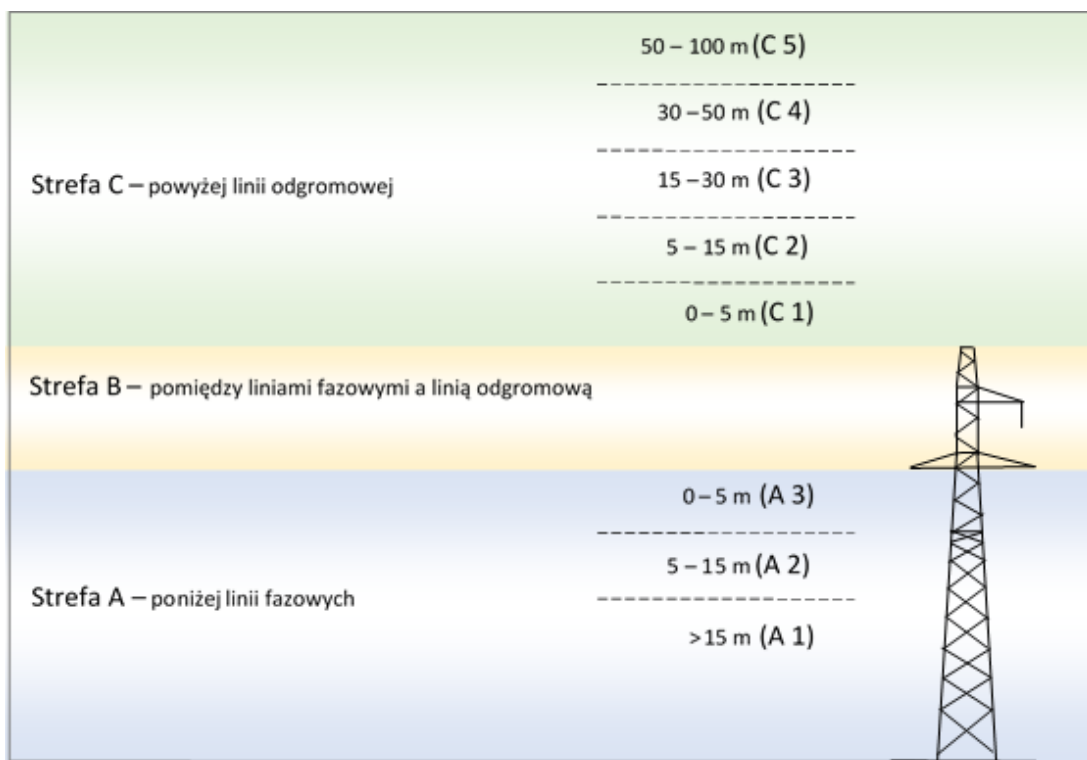 50 – 100 m (C 5)
30 – 50 m (C 4)
Strefa C – powyżej linii odgromowej
15 – 30 m (C 3)
5 – 15 m (C 2)
0 – 5 m (C 1)
Strefa B – pomiędzy liniami fazowymi a linią odgromową
0 – 5 m (A 3)
5 – 15 m (A 2)
Strefa A – poniżej linii fazowych
>15 m (A 1)